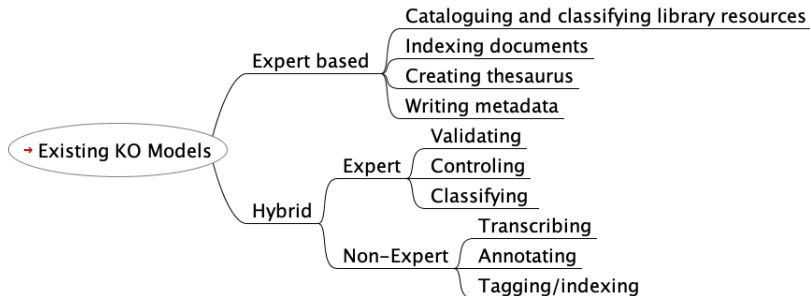 Cataloguing and classifying library resources
Indexing documents
Expert based
Creating thesaurus
Writing metadata
Validating
→ Existing KO Models
Expert
Controling
Classifying
Hybrid
Transcribing
Non-Expert
Annotating
Tagging/indexing